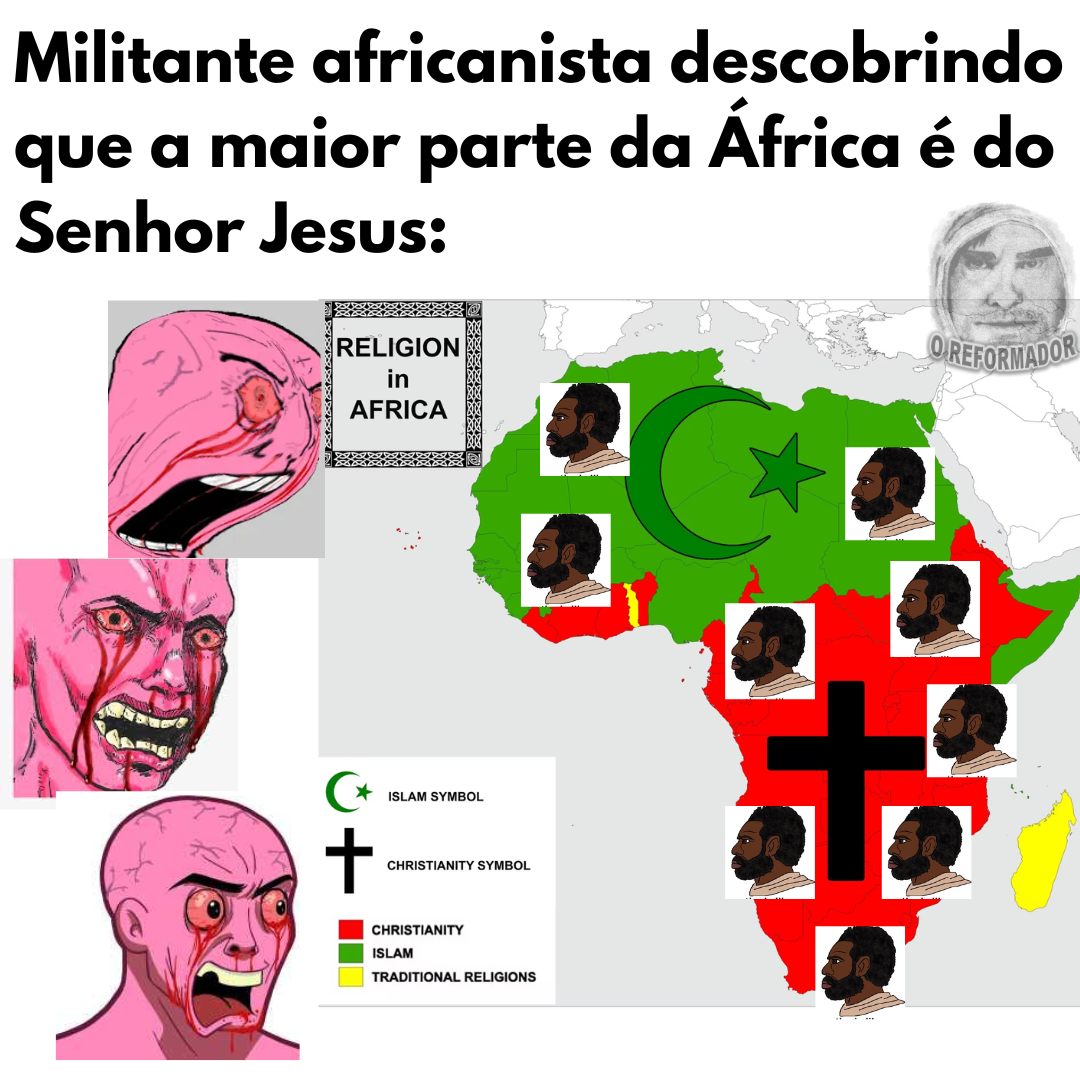 Militante africanista descobrindo
que a maior parte da África é do
Senhor Jesus:
O REFORMADOR
RELIGION
in
AFRICA
ISLAM SYMBOL
CHRISTIANITY SYMBOL
CHRISTIANITY
ISLAM
TRADITIONAL RELIGIONS